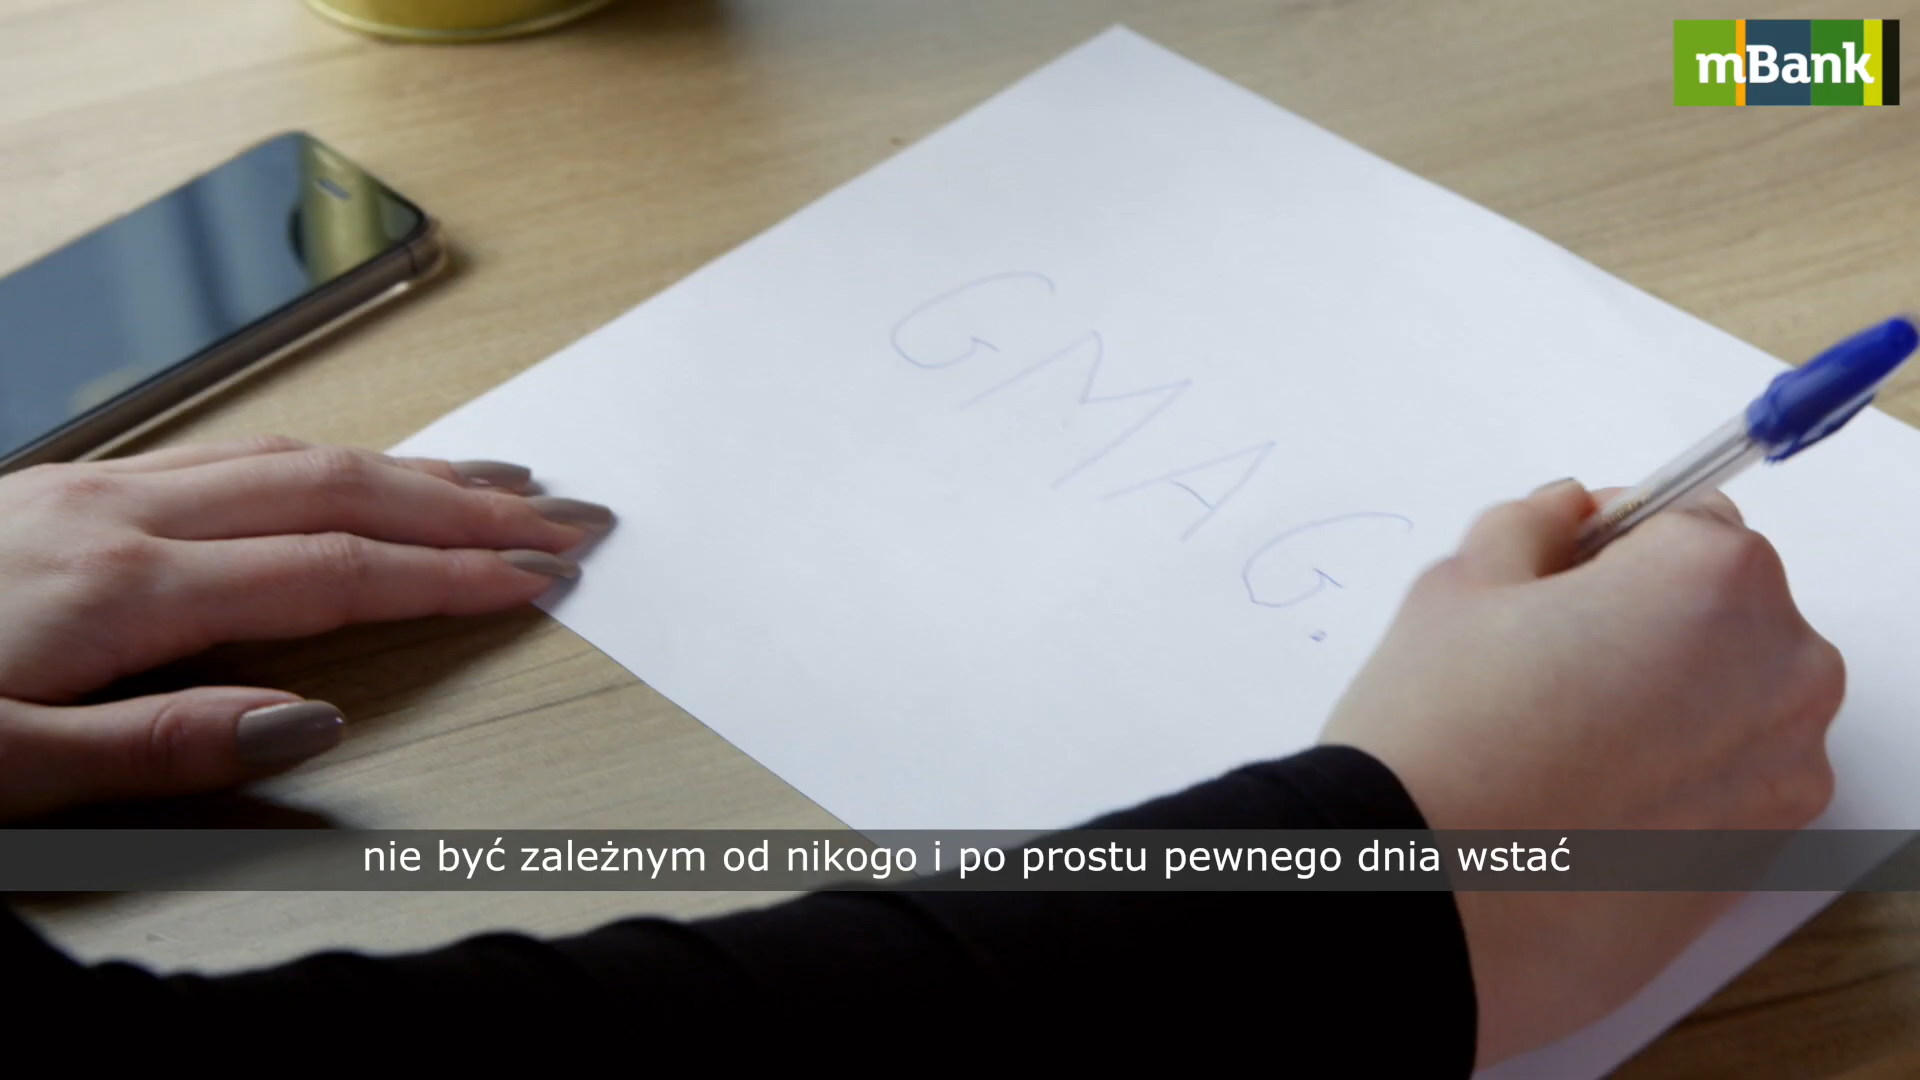 mBank
GMAG.
nie być zależnym od nikogo i po prostu pewnego dnia wstać